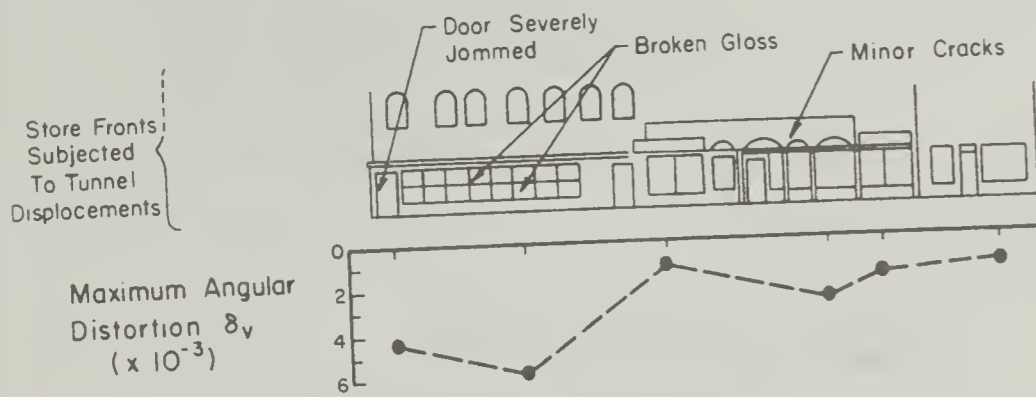 Door Severely
Jommed
Broken Gloss
Minor Cracks
Store Fronts
Subjected
To Tunnel
Displocements
Maximum Angular
Distortion δv
(x 10⁻³)
0
2
4
6